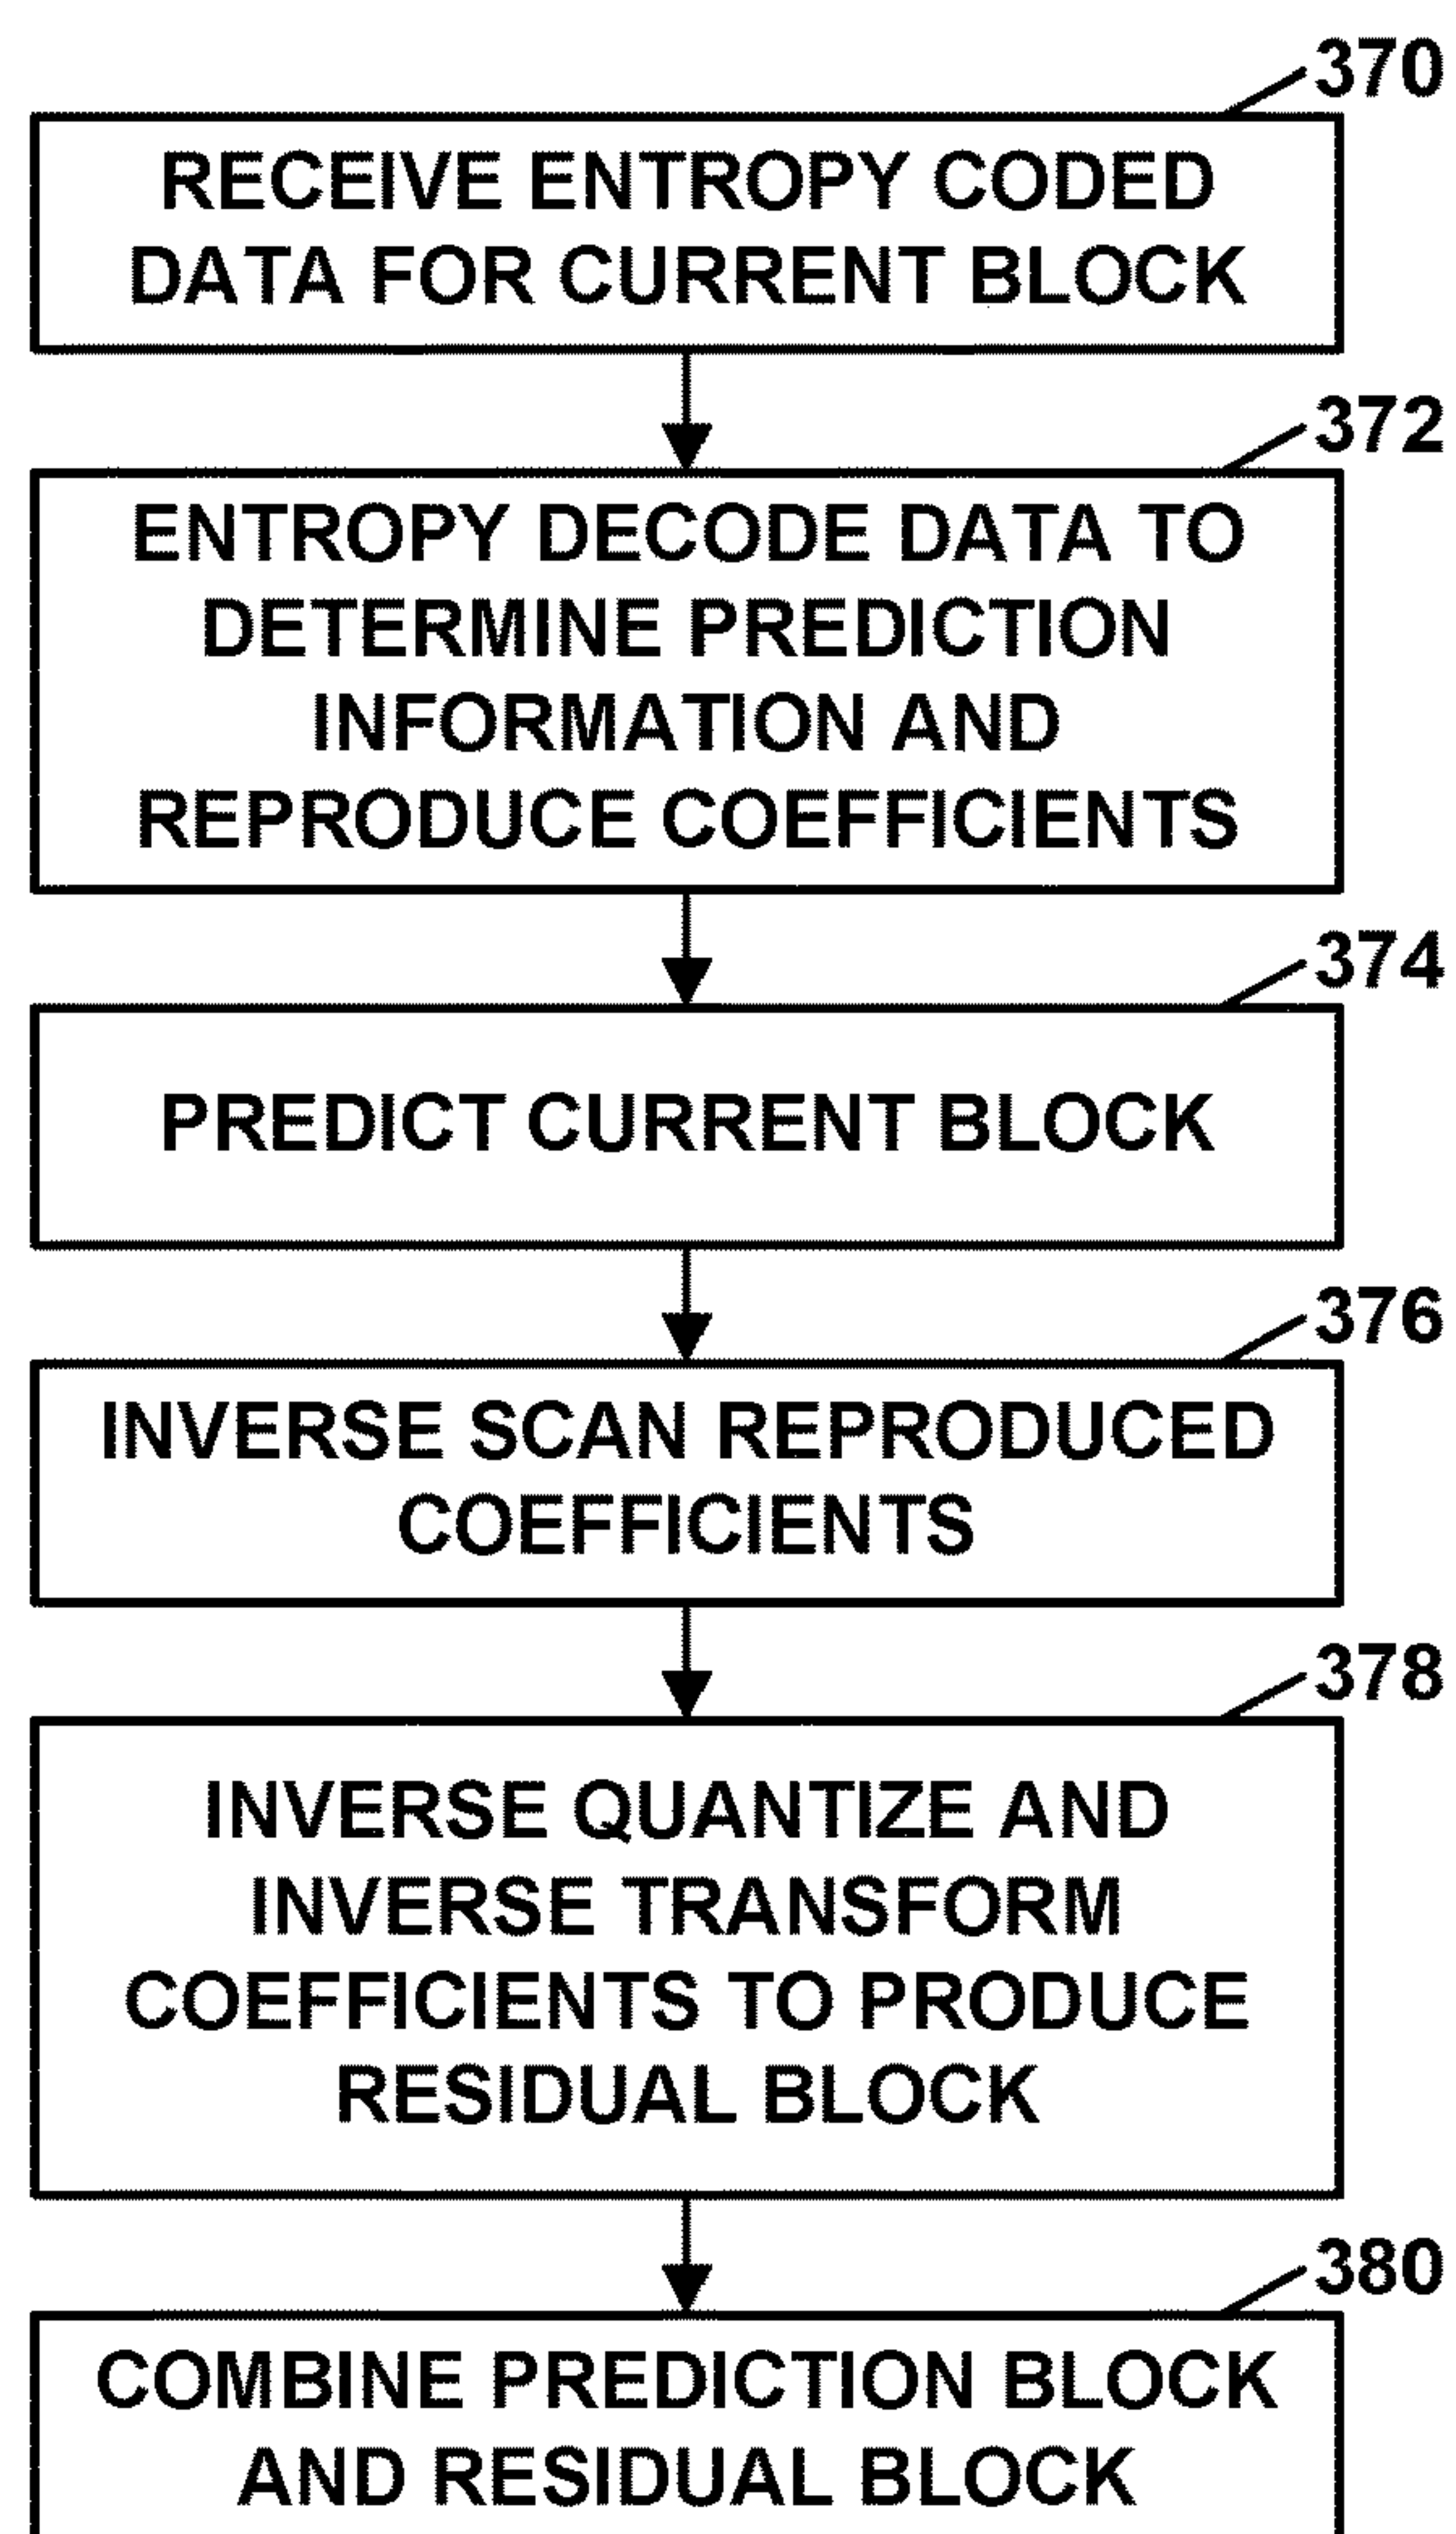 370
RECEIVE ENTROPY CODED
DATA FOR CURRENT BLOCK
372
ENTROPY DECODE DATA TO
DETERMINE PREDICTION
INFORMATION AND
REPRODUCE COEFFICIENTS
374
PREDICT CURRENT BLOCK
376
INVERSE SCAN REPRODUCED
COEFFICIENTS
378
INVERSE QUANTIZE AND
INVERSE TRANSFORM
COEFFICIENTS TO PRODUCE
RESIDUAL BLOCK
380
COMBINE PREDICTION BLOCK
AND RESIDUAL BLOCK